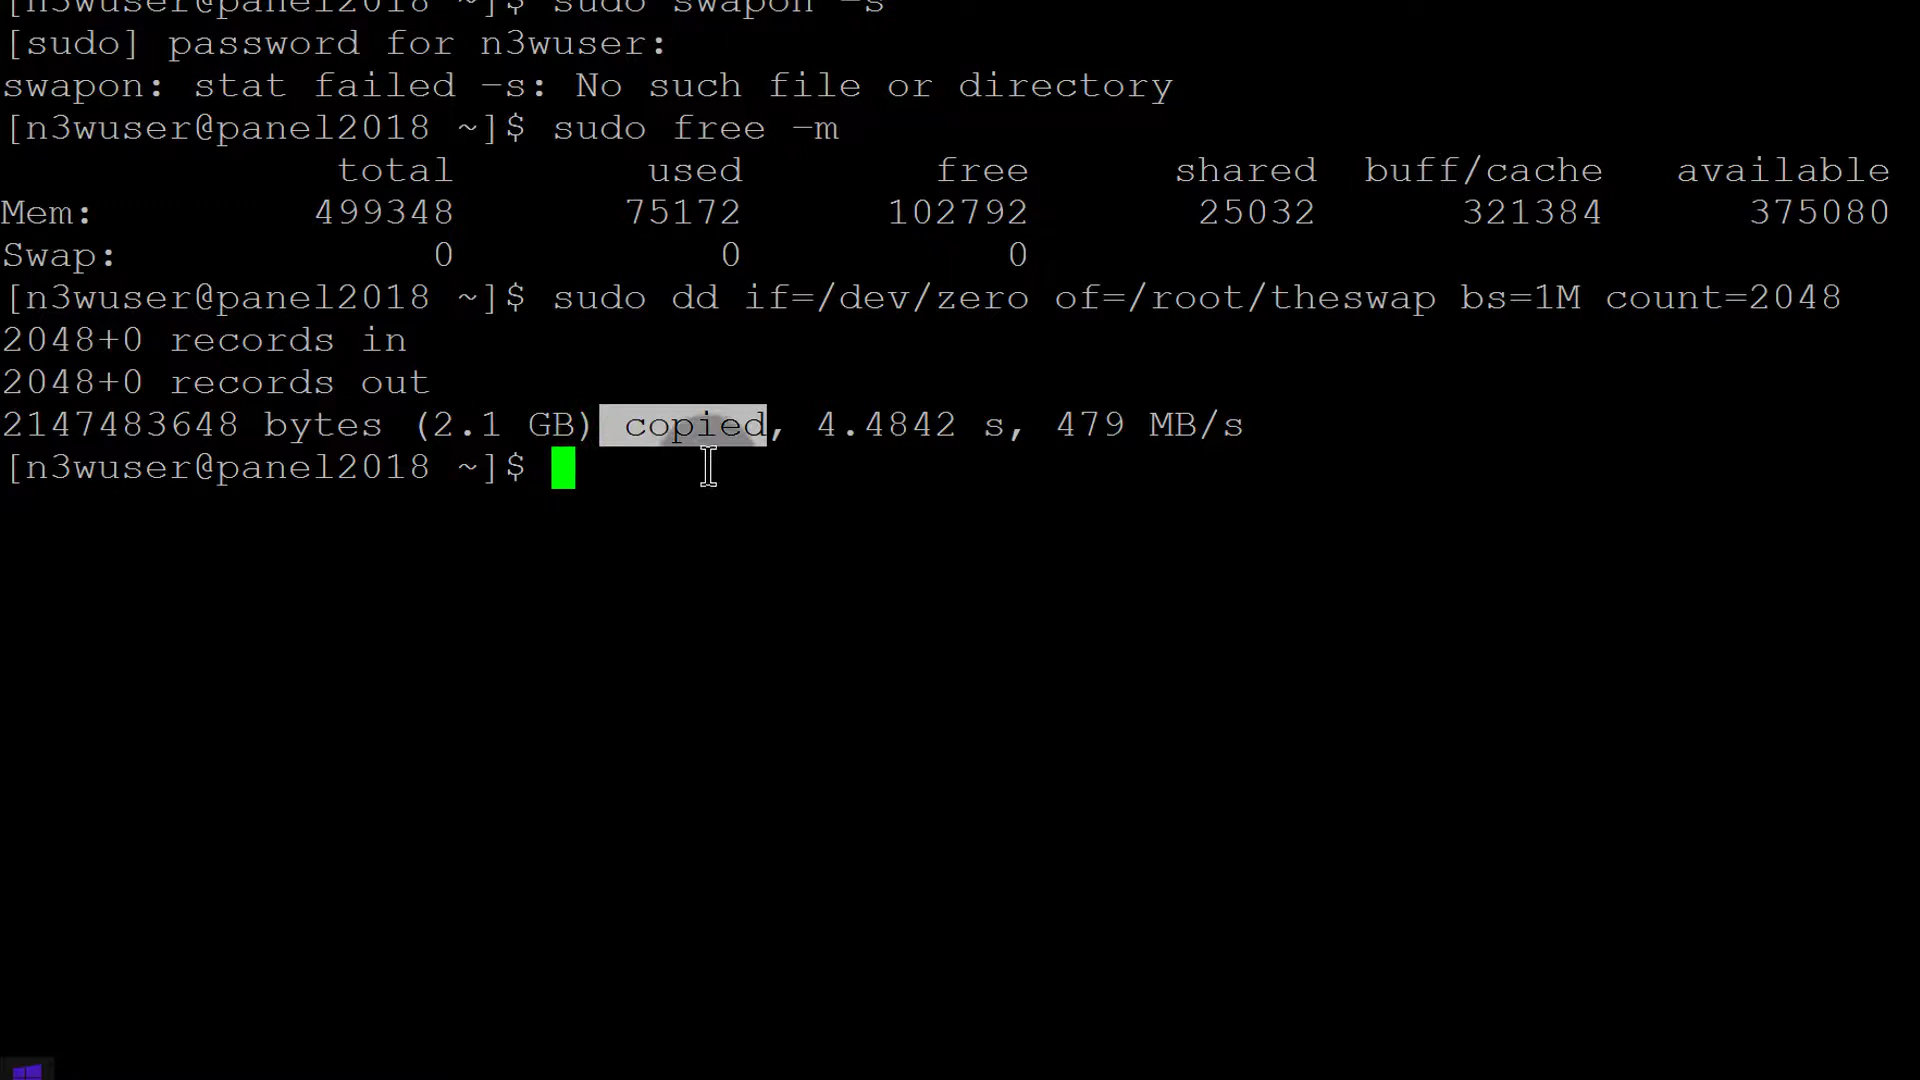 [n3wuser@panel2018 ~]$ sudo swapon –s
[sudo] password for n3wuser:
swapon: stat failed –s: No such file or directory
[n3wuser@panel2018 ~]$ sudo free –m
total used free shared buff/cache available
Mem: 499348 75172 102792 25032 321384 375080
Swap: 0 0 0
[n3wuser@panel2018 ~]$ sudo dd if=/dev/zero of=/root/theswap bs=1M count=2048
2048+0 records in
2048+0 records out
2147483648 bytes (2.1 GB) copied, 4.4842 s, 479 MB/s
[n3wuser@panel2018 ~]$